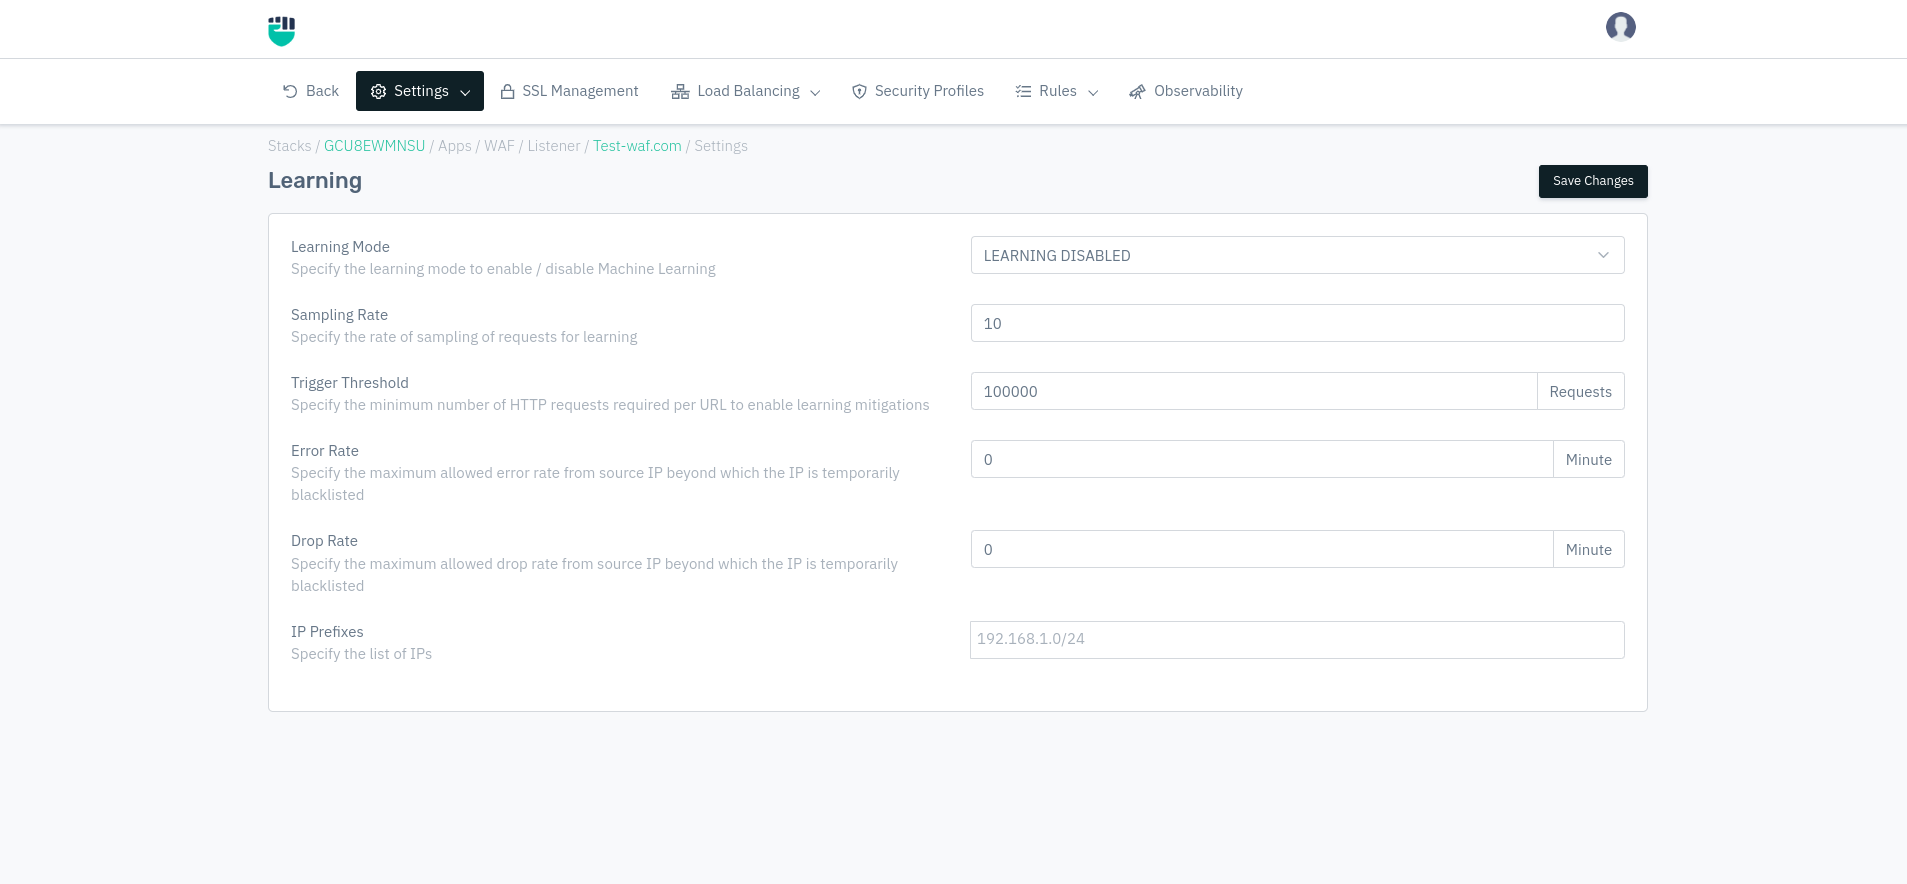 Back Settings SSL Management Load Balancing Security Profiles Rules Observability
Stacks / GCU8EWMNSU / Apps / WAF / Listener / Test-waf.com / Settings
Learning
Save Changes
Learning Mode
Specify the learning mode to enable / disable Machine Learning
LEARNING DISABLED
Sampling Rate
Specify the rate of sampling of requests for learning
10
Trigger Threshold
Specify the minimum number of HTTP requests required per URL to enable learning mitigations
100000 Requests
Error Rate
Specify the maximum allowed error rate from source IP beyond which the IP is temporarily
blacklisted
0 Minute
Drop Rate
Specify the maximum allowed drop rate from source IP beyond which the IP is temporarily
blacklisted
0 Minute
IP Prefixes
Specify the list of IPs
192.168.1.0/24